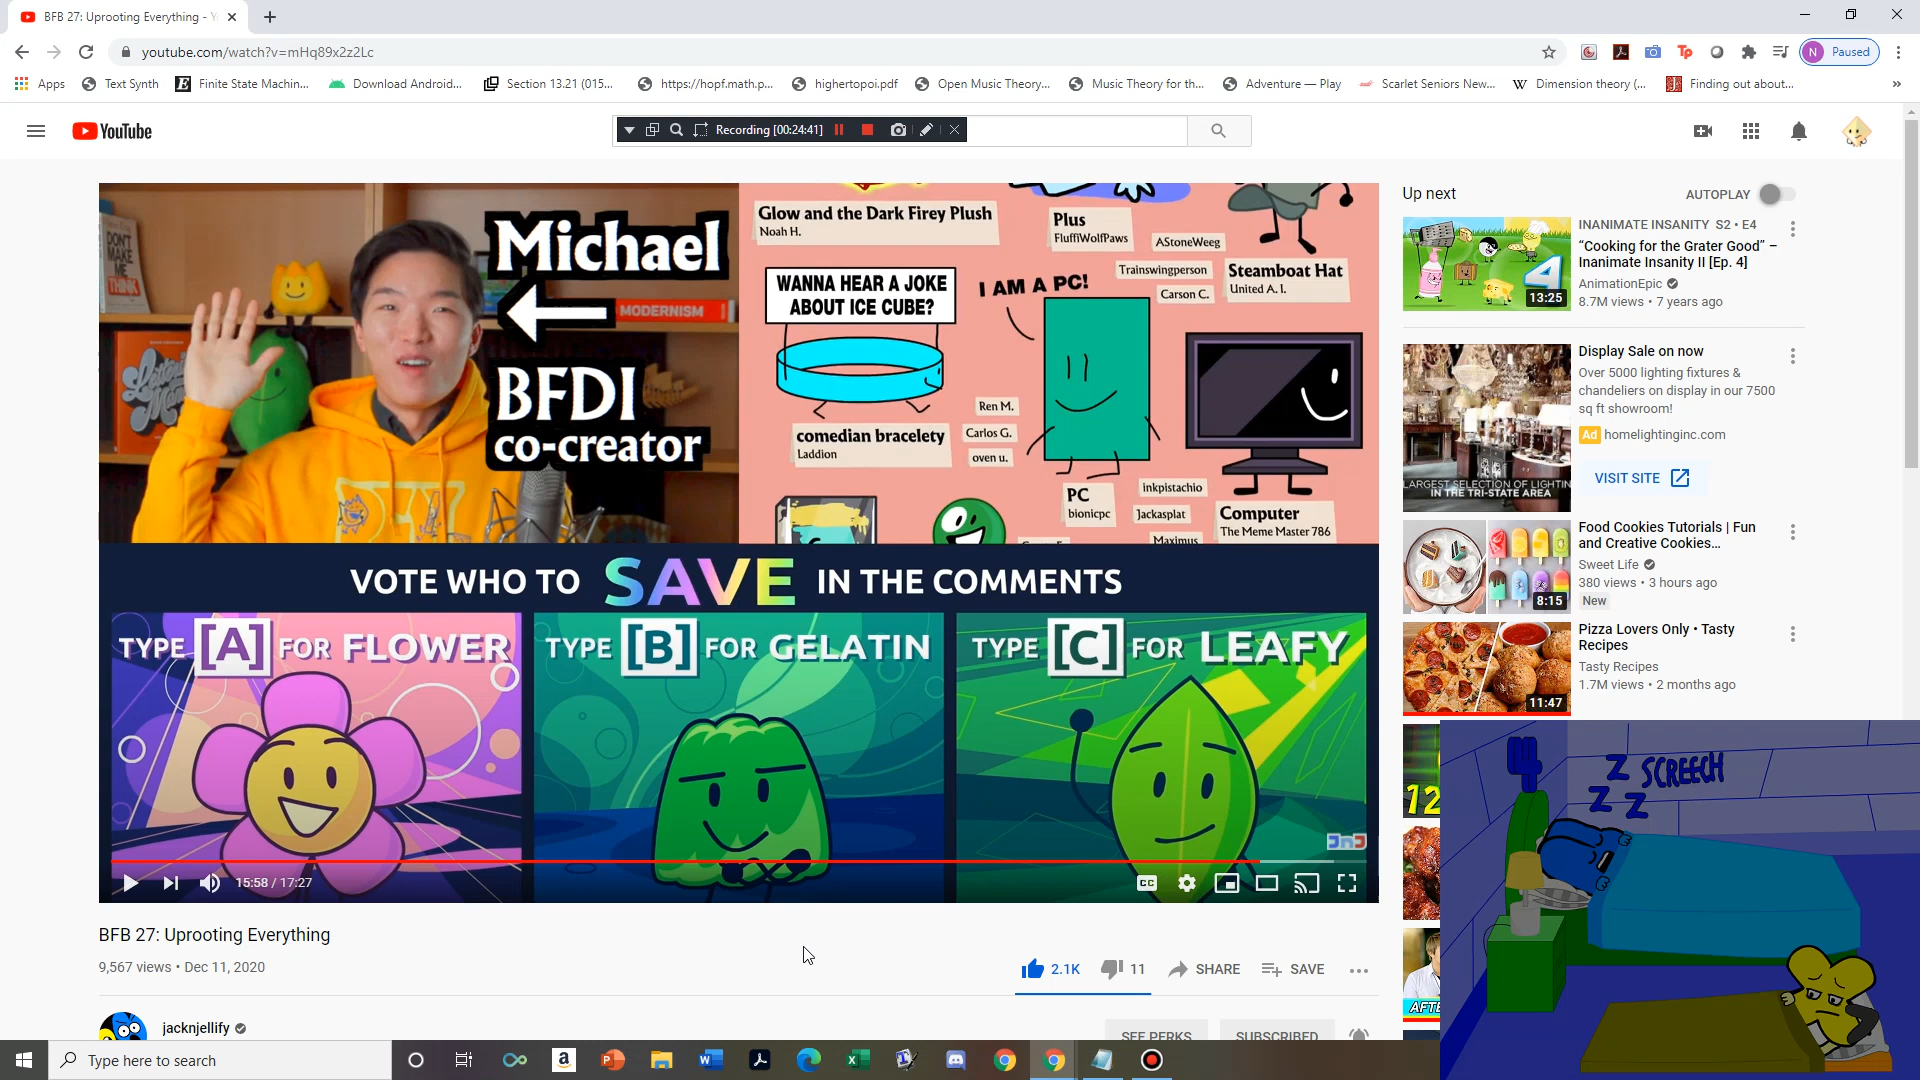 BFB 27: Uprooting Everything - Y
youtube.com/watch?v=mHq89x2z2Lc
N Paused
Apps
Text Synth
Finite State Machin...
Download Android...
Section 13.21 (015...
https://hopf.math.p...
highertopoi.pdf
Open Music Theory...
Music Theory for th...
Adventure — Play
Scarlet Seniors New...
Dimension theory (...
Finding out about...
YouTube
Recording [00:24:41]
DON'T MAKE ME THINK
MODERNISM
Michael
BFDI
co-creator
Glow and the Dark Firey Plush
Noah H.
Plus
FluffiWolfPaws
AStoneWeeg
Trainswingperson
Carson C.
Steamboat Hat
United A. I.
WANNA HEAR A JOKE
ABOUT ICE CUBE?
I AM A PC!
Ren M.
Carlos G.
oven u.
comedian bracelety
Laddion
PC
bionicpc
inkpistachio
Jackasplat
Maximus
Computer
The Meme Master 786
VOTE WHO TO SAVE IN THE COMMENTS
TYPE [A] FOR FLOWER
TYPE [B] FOR GELATIN
TYPE [C] FOR LEAFY
JnJ
15:58 / 17:27
CC
BFB 27: Uprooting Everything
9,567 views • Dec 11, 2020
2.1K
11
SHARE
SAVE
jacknjellify
SEE PERKS
SUBSCRIBED
Up next
AUTOPLAY
4
13:25
INANIMATE INSANITY S2 • E4
“Cooking for the Grater Good” –
Inanimate Insanity II [Ep. 4]
AnimationEpic
8.7M views • 7 years ago
LARGEST SELECTION OF LIGHTIN
IN THE TRI-STATE AREA
Display Sale on now
Over 5000 lighting fixtures &
chandeliers on display in our 7500
sq ft showroom!
Ad homelightinginc.com
VISIT SITE
8:15
Food Cookies Tutorials | Fun
and Creative Cookies...
Sweet Life
380 views • 3 hours ago
New
11:47
Pizza Lovers Only • Tasty
Recipes
Tasty Recipes
1.7M views • 2 months ago
12
AFTE
Z SCREECH
Z Z
Type here to search